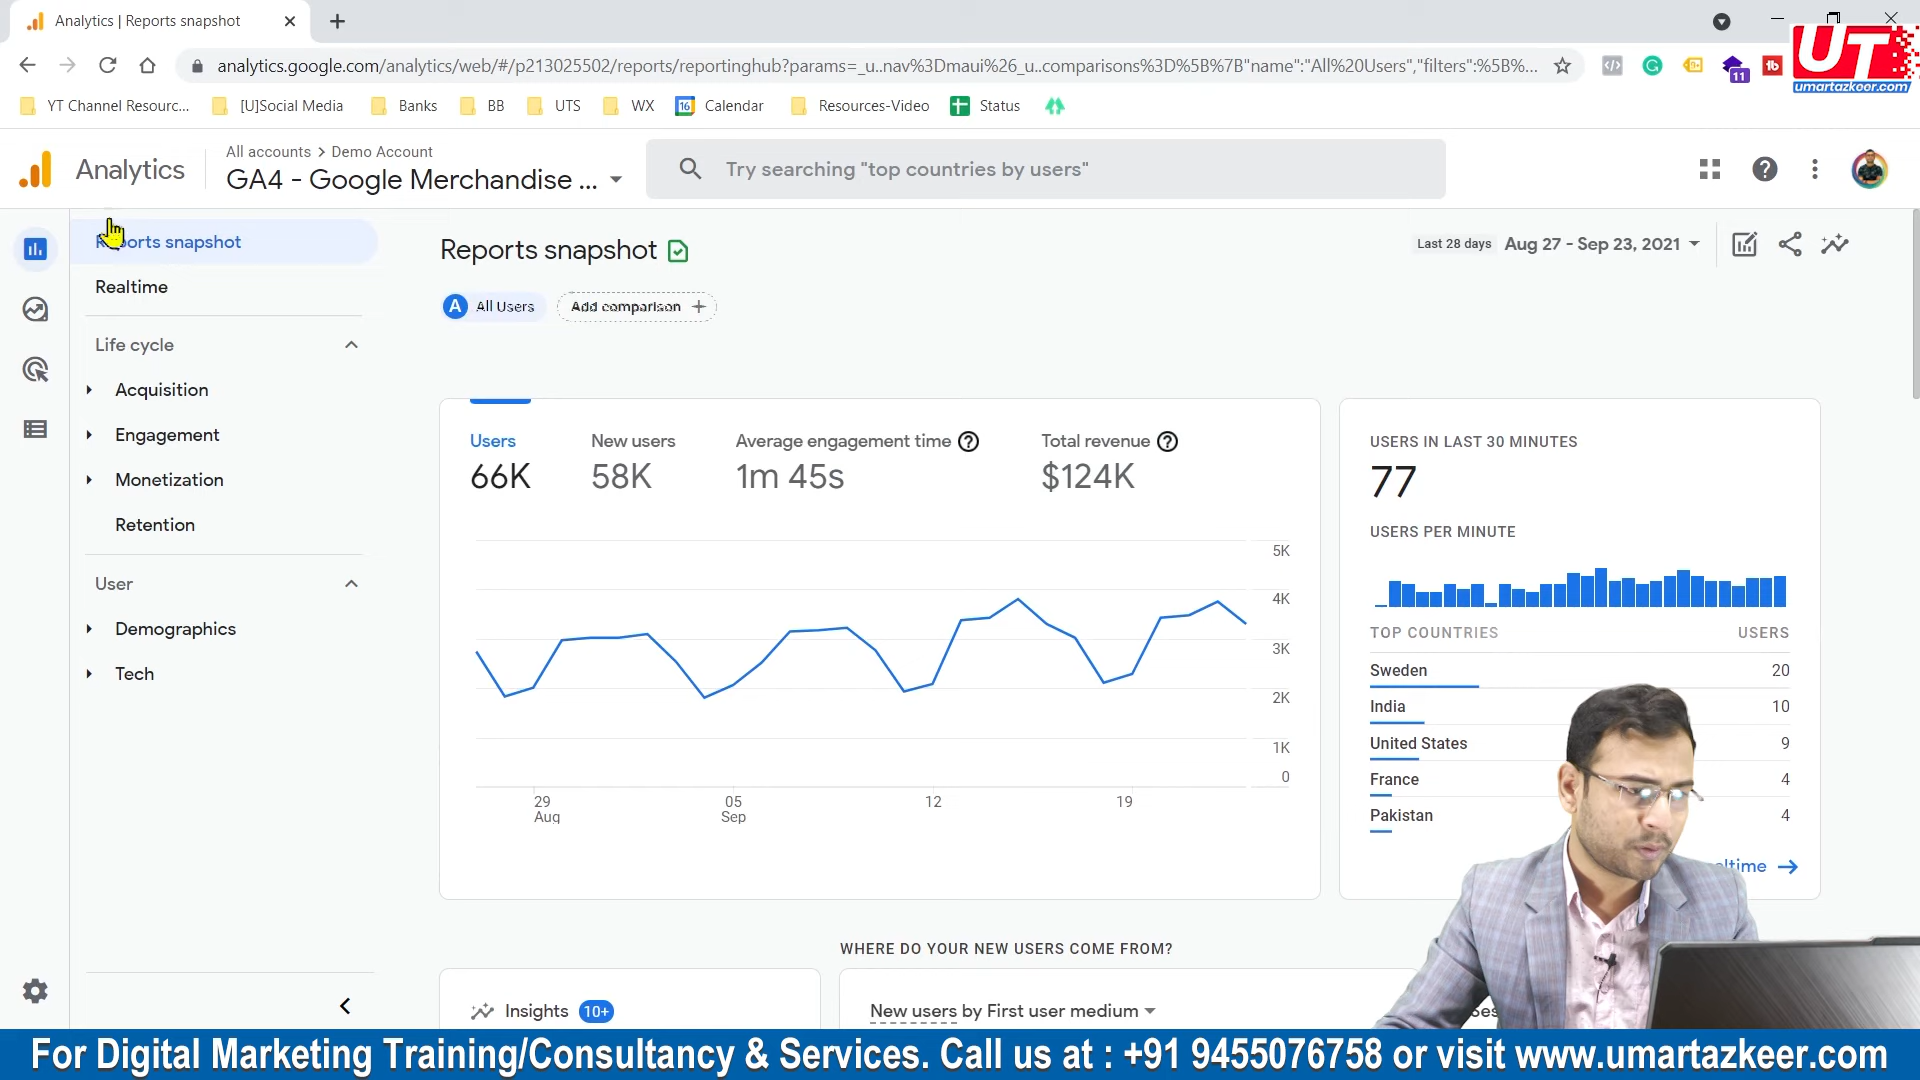 Analytics | Reports snapshot
analytics.google.com/analytics/web/#/p213025502/reports/reportinghub?params=_u..nav%3Dmaui%26_u..comparisons%3D%5B%7B"name":"All%20Users","filters":%5B%...
11
UT
umartazkeer.com
YT Channel Resourc... [U]Social Media Banks BB UTS WX 16 Calendar Resources-Video Status
Analytics
All accounts > Demo Account
GA4 - Google Merchandise ...
Try searching "top countries by users"
Reports snapshot
Realtime
Life cycle
Acquisition
Engagement
Monetization
Retention
User
Demographics
Tech
Reports snapshot
Last 28 days Aug 27 - Sep 23, 2021
A All Users
Add comparison +
Users
66K
New users
58K
Average engagement time
1m 45s
Total revenue
$124K
5K
4K
3K
2K
1K
0
29
Aug
05
Sep
12
19
USERS IN LAST 30 MINUTES
77
USERS PER MINUTE
TOP COUNTRIES USERS
Sweden 20
India 10
United States 9
France 4
Pakistan 4
WHERE DO YOUR NEW USERS COME FROM?
Insights 10+
New users by First user medium
For Digital Marketing Training/Consultancy & Services. Call us at : +91 9455076758 or visit www.umartazkeer.com